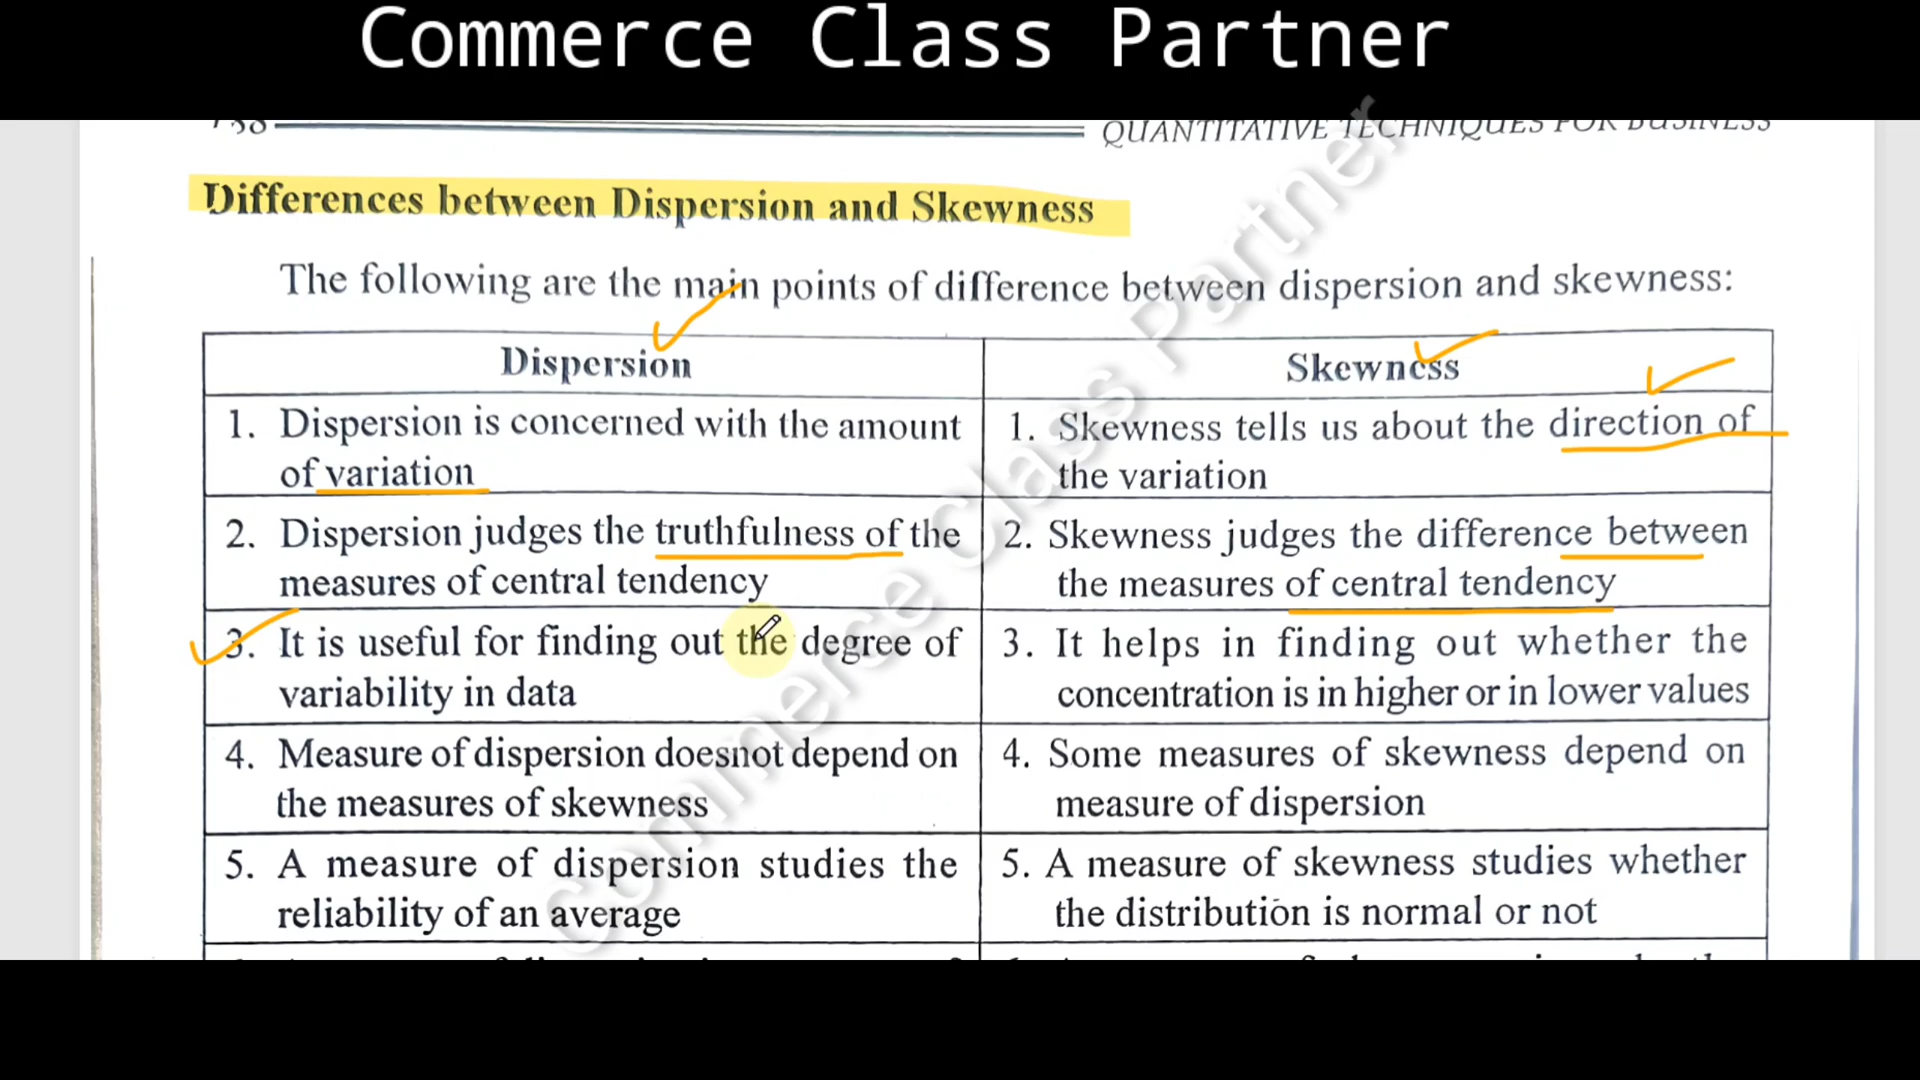 Commerce Class Partner
QUANTITATIVE TECHNIQUES FOR BUSINESS
Differences between Dispersion and Skewness
The following are the main points of difference between dispersion and skewness:
Dispersion
Skewness
1. Dispersion is concerned with the amount
of variation
1. Skewness tells us about the direction of
the variation
2. Dispersion judges the truthfulness of the
measures of central tendency
2. Skewness judges the difference between
the measures of central tendency
3. It is useful for finding out the degree of
variability in data
3. It helps in finding out whether the
concentration is in higher or in lower values
4. Measure of dispersion doesnot depend on
the measures of skewness
4. Some measures of skewness depend on
measure of dispersion
5. A measure of dispersion studies the
reliability of an average
5. A measure of skewness studies whether
the distribution is normal or not
Commerce Class Partner